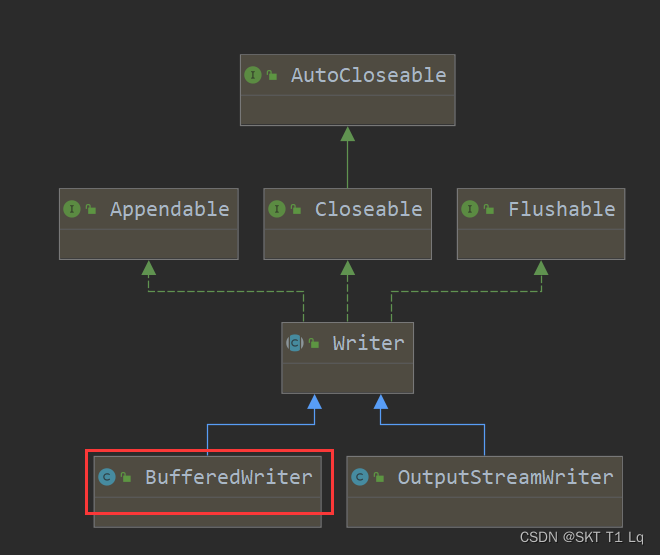 AutoCloseable
Appendable
Closeable
Flushable
Writer
BufferedWriter
OutputStreamWriter
CSDN @SKT T1 Lq